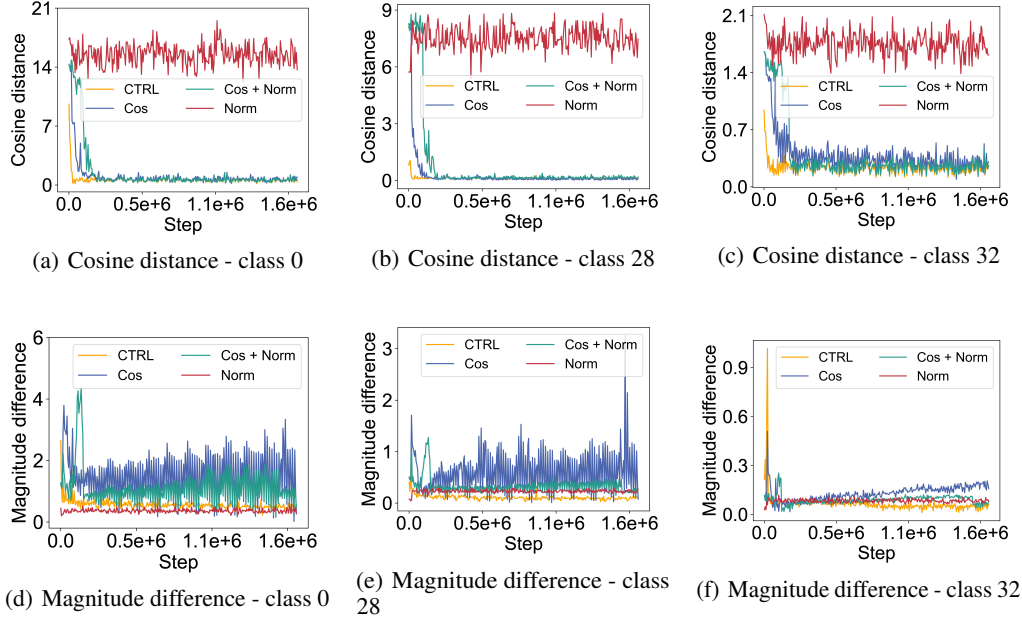 21
14
7
0
Cosine distance
CTRL
Cos
Cos + Norm
Norm
0.0 0.5e+6 1.1e+6 1.6e+6
Step
(a) Cosine distance - class 0
9
6
3
0
Cosine distance
CTRL
Cos
Cos + Norm
Norm
0.0 0.5e+6 1.1e+6 1.6e+6
Step
(b) Cosine distance - class 28
2.1
1.4
0.7
0.0
Cosine distance
CTRL
Cos
Cos + Norm
Norm
0.0 0.5e+6 1.1e+6 1.6e+6
Step
(c) Cosine distance - class 32
6
4
2
0
Magnitude difference
CTRL
Cos
Cos + Norm
Norm
0.0 0.5e+6 1.1e+6 1.6e+6
Step
(d) Magnitude difference - class 0
3
2
1
0
Magnitude difference
CTRL
Cos
Cos + Norm
Norm
0.0 0.5e+6 1.1e+6 1.6e+6
Step
(e) Magnitude difference - class
28
0.9
0.6
0.3
0.0
Magnitude difference
CTRL
Cos
Cos + Norm
Norm
0.0 0.5e+6 1.1e+6 1.6e+6
Step
(f) Magnitude difference - class 32